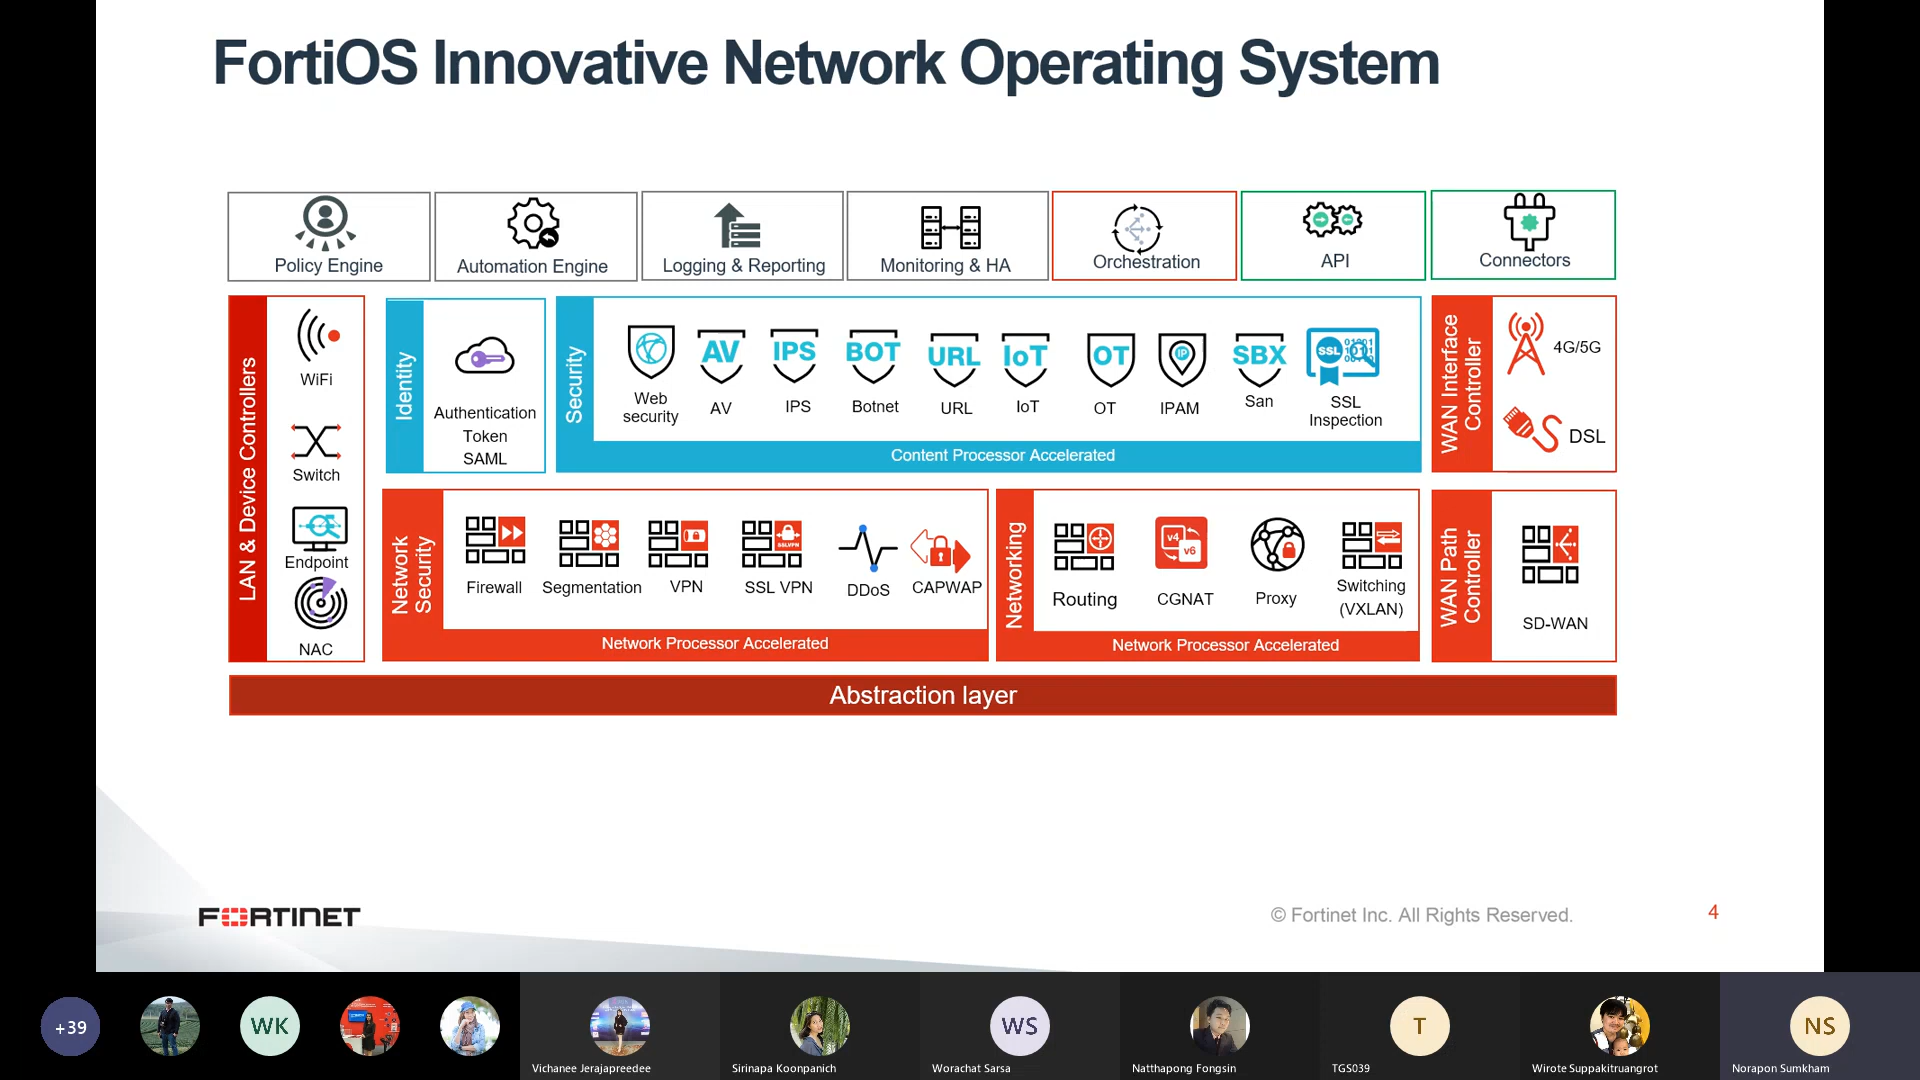 FortiOS Innovative Network Operating System
Policy Engine
Automation Engine
Logging & Reporting
Monitoring & HA
Orchestration
API
Connectors
LAN & Device Controllers
WiFi
Switch
Endpoint
NAC
Identity
Authentication
Token
SAML
Security
Web
security
AV
AV
IPS
IPS
BOT
Botnet
URL
URL
IoT
IoT
OT
OT
IP
IPAM
SBX
San
SSL
SSL
Inspection
Content Processor Accelerated
WAN Interface
Controller
4G/5G
DSL
Network
Security
Firewall
Segmentation
VPN
SSLVPN
SSL VPN
DDoS
CAPWAP
Network Processor Accelerated
Networking
Routing
v4
v6
CGNAT
Proxy
Switching
(VXLAN)
Network Processor Accelerated
WAN Path
Controller
SD-WAN
Abstraction layer
FORTINET
© Fortinet Inc. All Rights Reserved.
4
+39
WK
Vichanee Jerajapreedee
Sirinapa Koonpanich
WS
Worachat Sarsa
Natthapong Fongsin
T
TGS039
Wirote Suppakitruangrot
NS
Norapon Sumkham